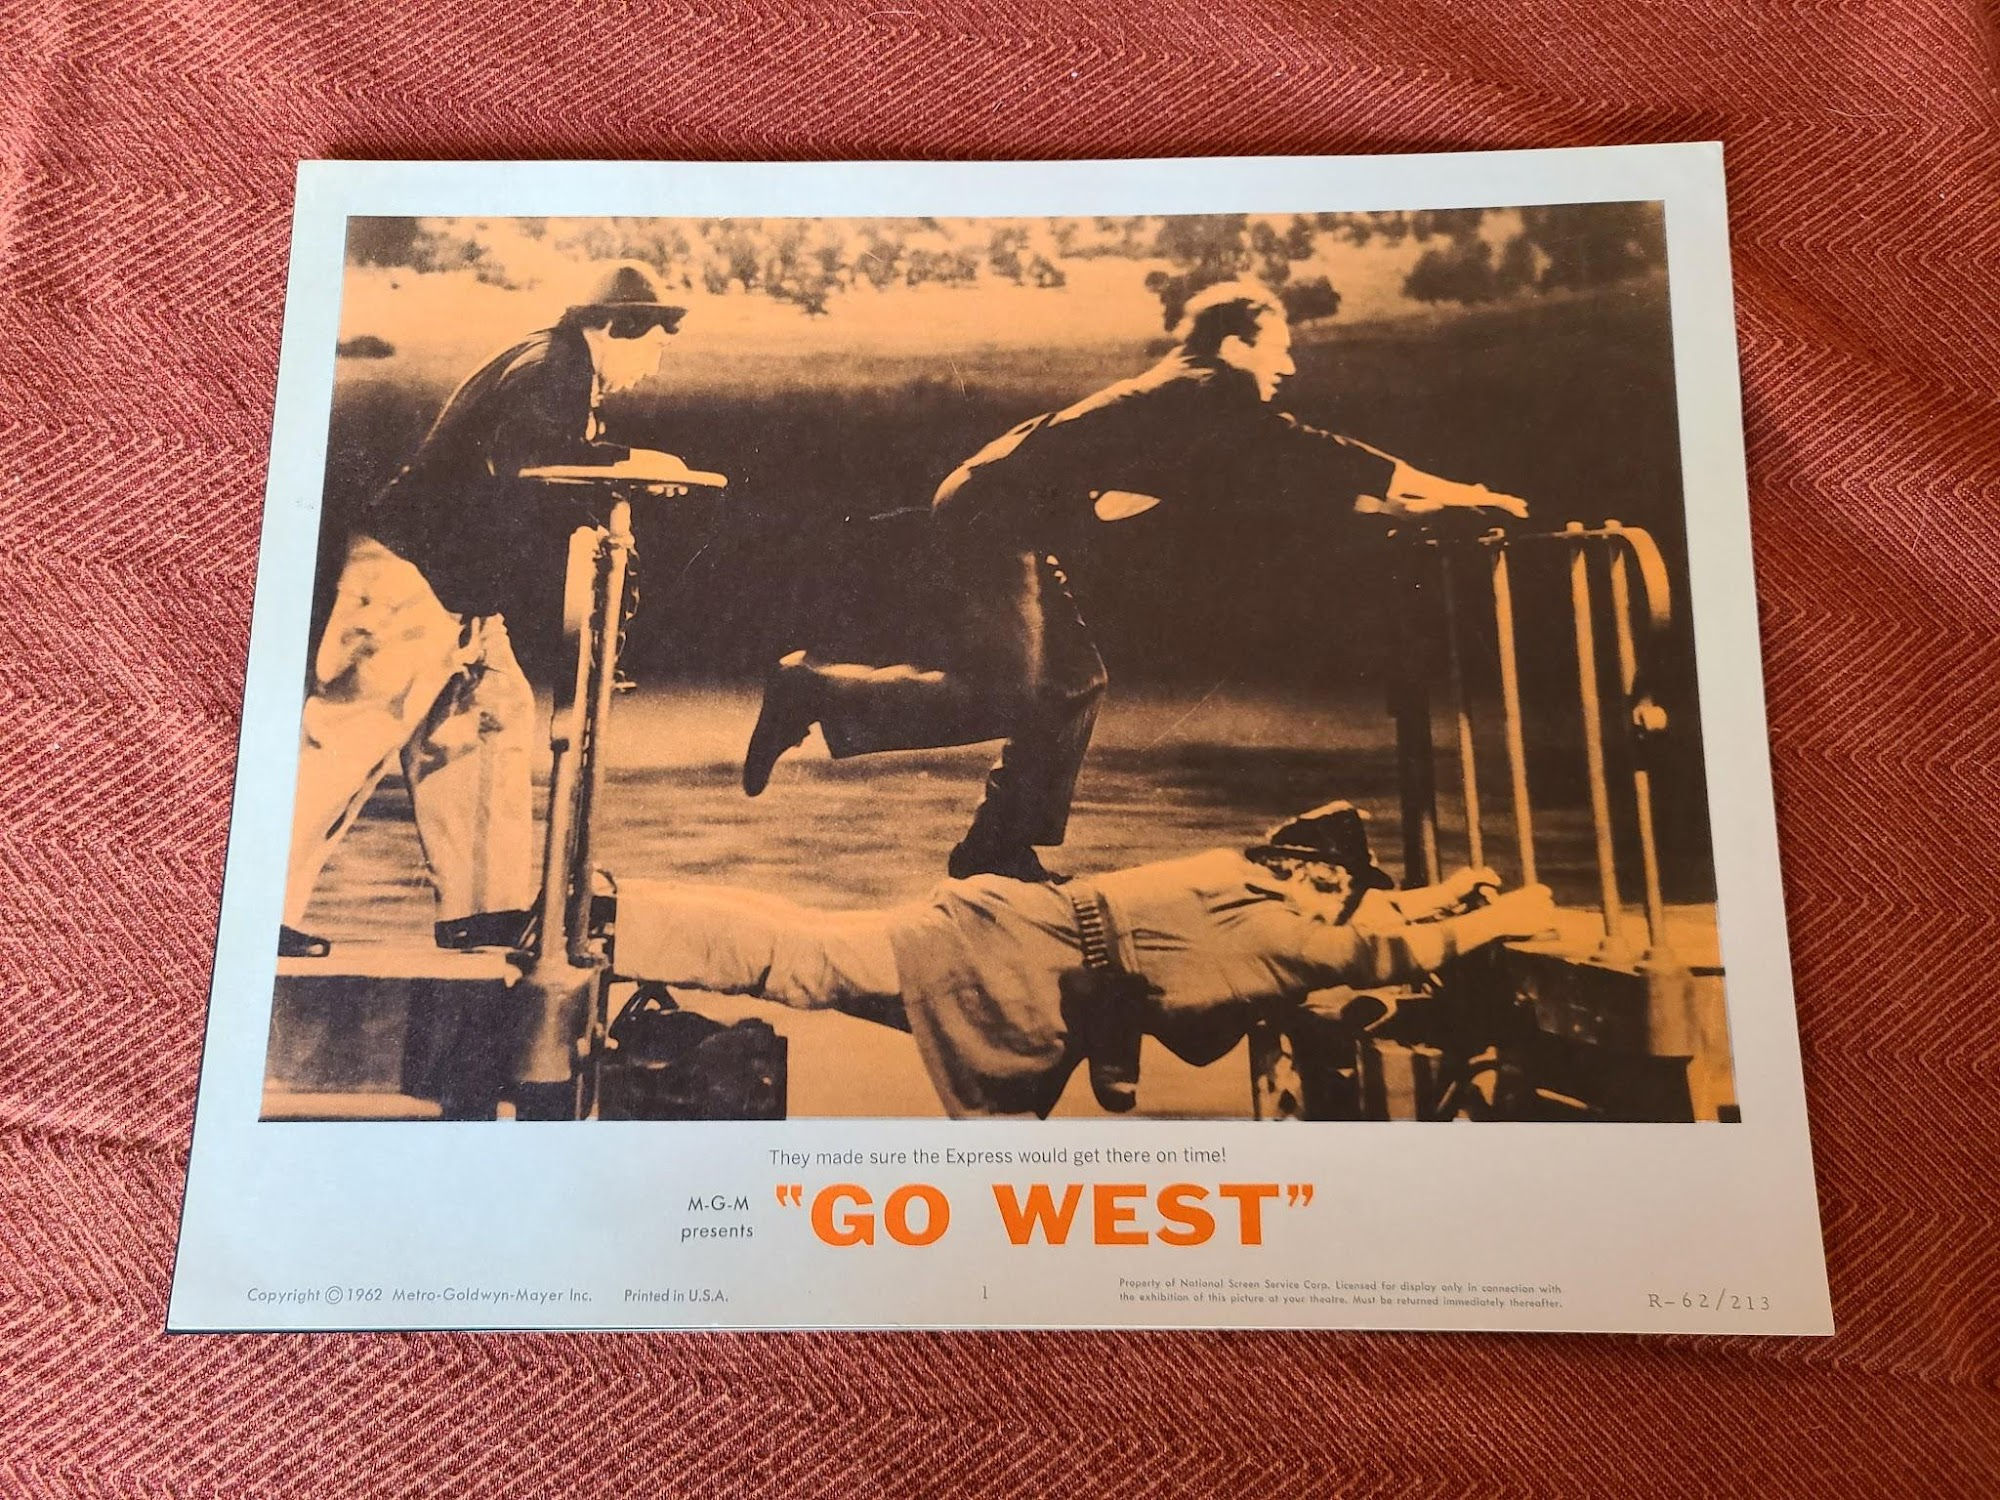 They made sure the Express would get there on time!
M-G-M
presents
"GO WEST"
Copyright © 1962 Metro-Goldwyn-Mayer Inc. Printed in U.S.A.
1
Property of National Screen Service Corp. Licensed for display only in connection with
the exhibition of this picture at your theatre. Must be returned immediately thereafter.
R-62/213